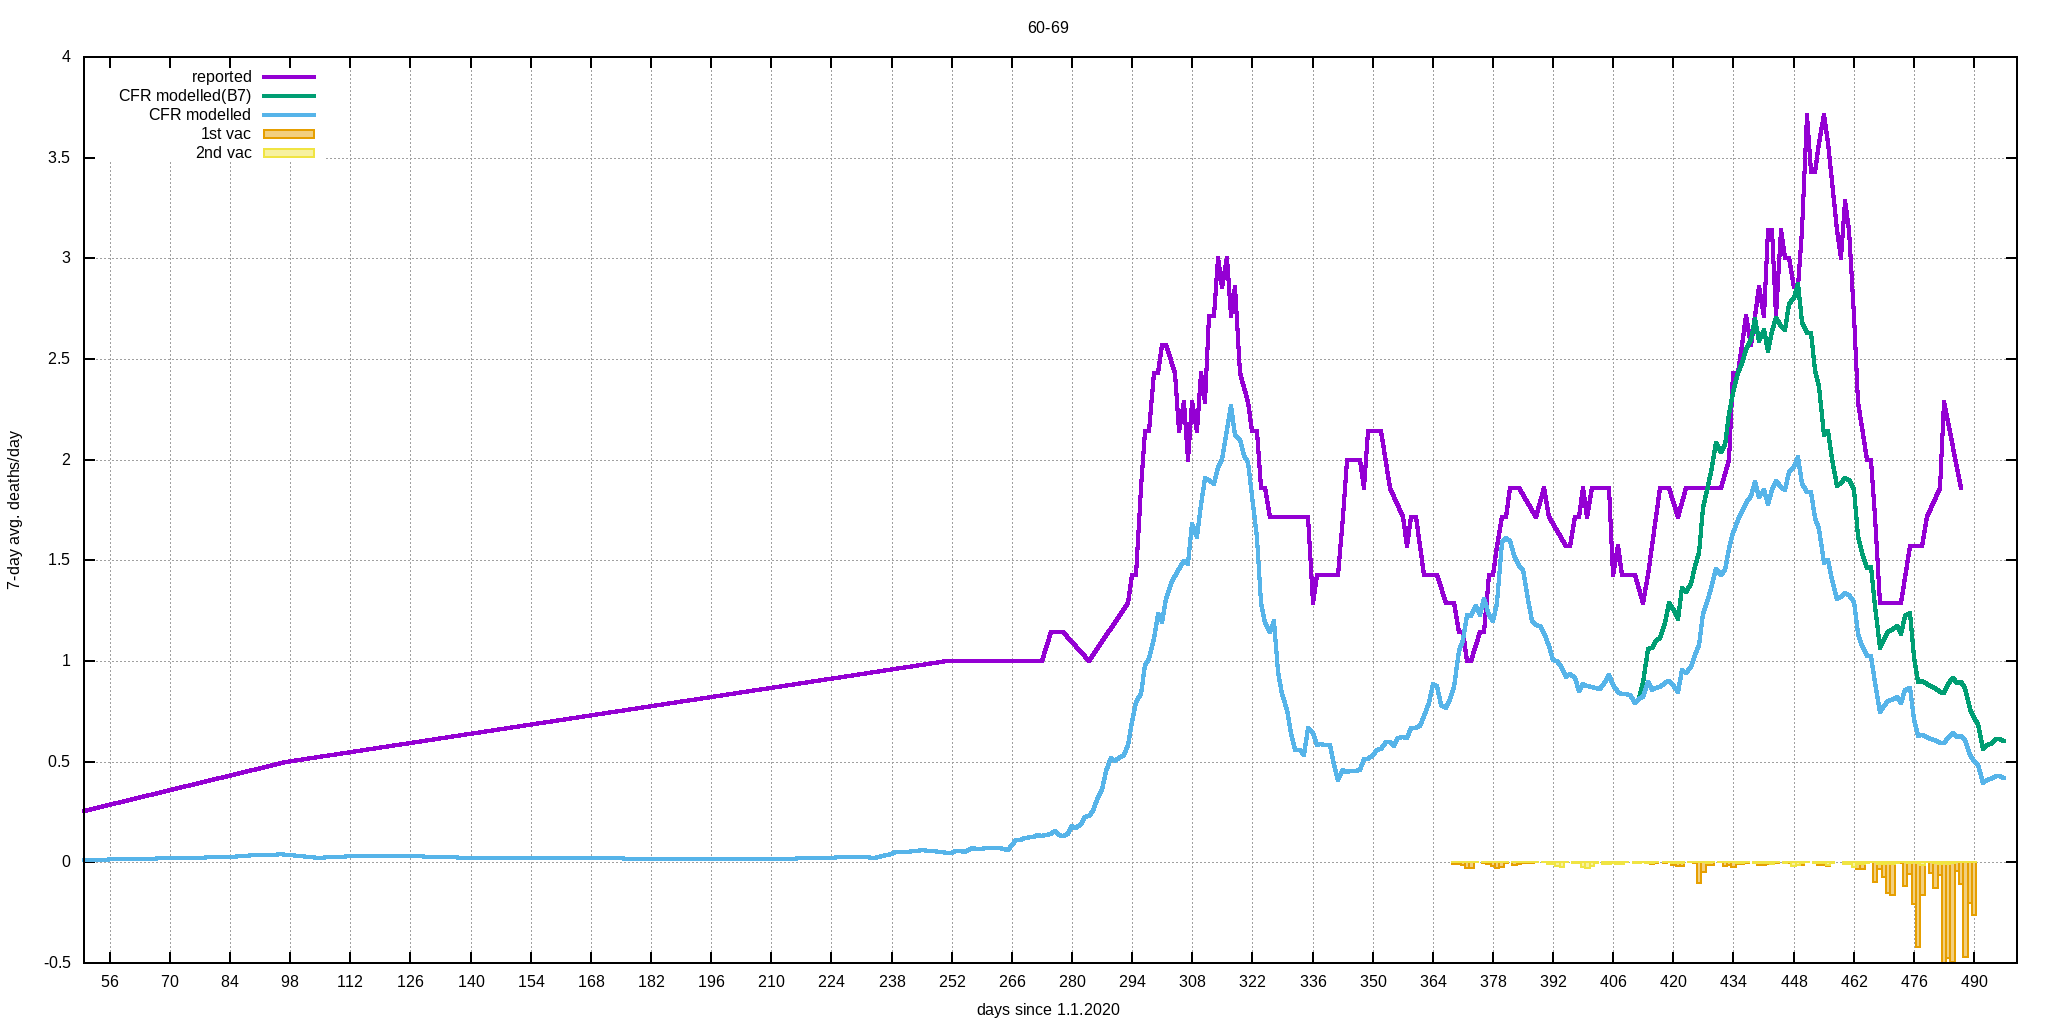 60-69
reported
CFR modelled(B7)
CFR modelled
1st vac
2nd vac
4
3.5
3
2.5
2
1.5
1
0.5
0
-0.5
7-day avg. deaths/day
56 70 84 98 112 126 140 154 168 182 196 210 224 238 252 266 280 294 308 322 336 350 364 378 392 406 420 434 448 462 476 490
days since 1.1.2020